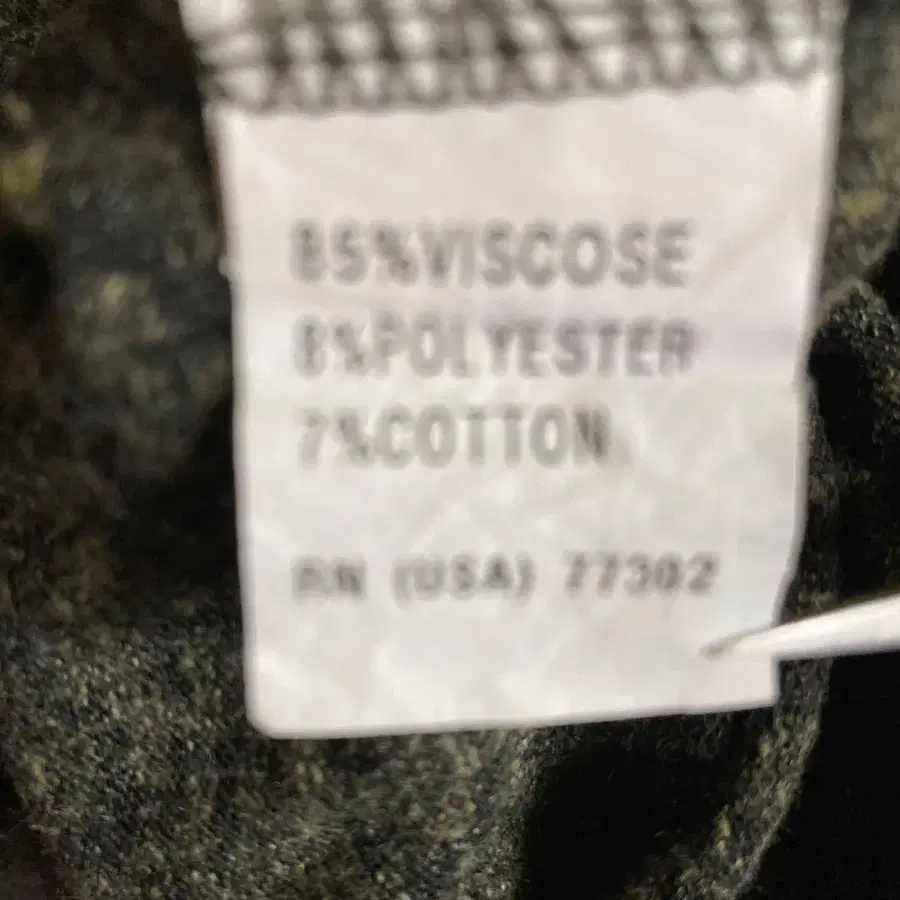 85%VISCOSE
8%POLYESTER
7%COTTON
RN (USA) 77302